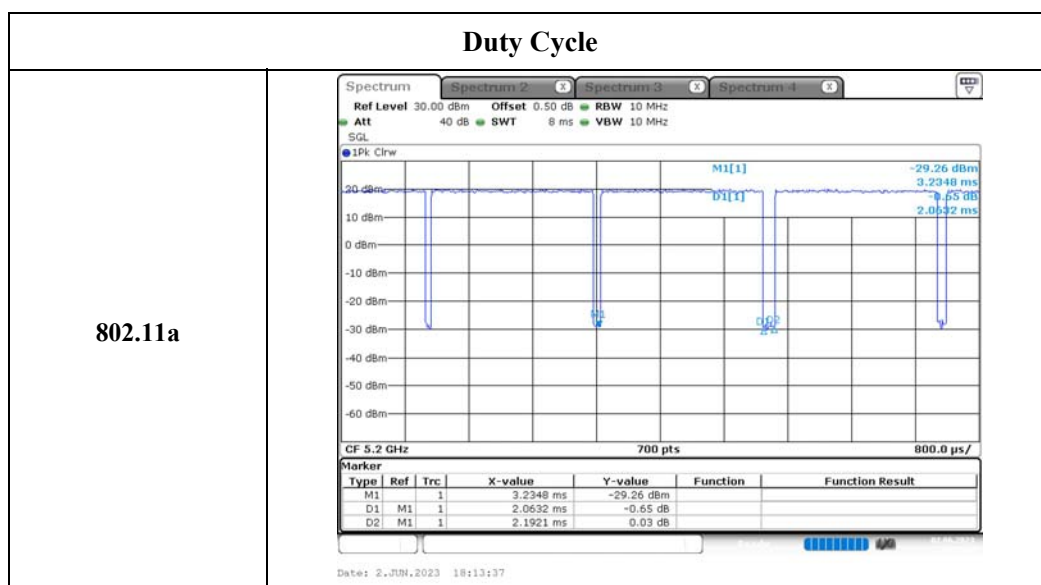 Duty Cycle
802.11a
Spectrum Spectrum 2 X Spectrum 3 X Spectrum 4 X
Ref Level 30.00 dBm Offset 0.50 dB RBW 10 MHz
Att 40 dB SWT 8 ms VBW 10 MHz
SGL
1Pk Clrw
M1[1] -29.26 dBm
3.2348 ms
20 dBm
D1[1] -0.65 dB
2.0632 ms
10 dBm
0 dBm
-10 dBm
-20 dBm
M1
D1 D2
-30 dBm
-40 dBm
-50 dBm
-60 dBm
CF 5.2 GHz 700 pts 800.0 µs/
Marker
Type Ref Trc X-value Y-value Function Function Result
M1 1 3.2348 ms -29.26 dBm
D1 M1 1 2.0632 ms -0.65 dB
D2 M1 1 2.1921 ms 0.03 dB
Date: 2.JUN.2023 18:13:37